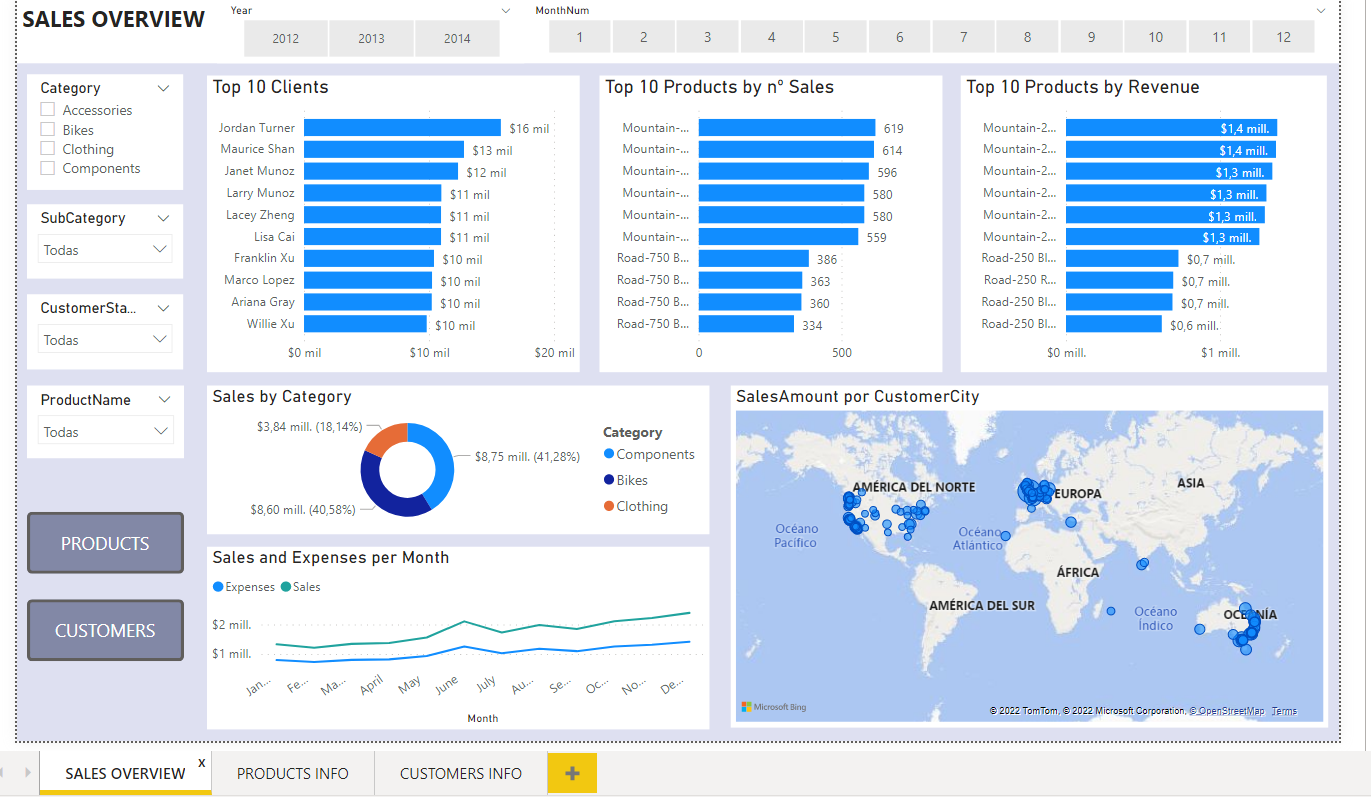 SALES OVERVIEW
Year
2012 2013 2014
MonthNum
1 2 3 4 5 6 7 8 9 10 11 12
Category
Accessories
Bikes
Clothing
Components
SubCategory
Todas
CustomerSta...
Todas
ProductName
Todas
PRODUCTS
CUSTOMERS
Top 10 Clients
Jordan Turner $16 mil
Maurice Shan $13 mil
Janet Munoz $12 mil
Larry Munoz $11 mil
Lacey Zheng $11 mil
Lisa Cai $11 mil
Franklin Xu $10 mil
Marco Lopez $10 mil
Ariana Gray $10 mil
Willie Xu $10 mil
$0 mil $10 mil $20 mil
Top 10 Products by nº Sales
Mountain-... 619
Mountain-... 614
Mountain-... 596
Mountain-... 580
Mountain-... 580
Mountain-... 559
Road-750 B... 386
Road-750 B... 363
Road-750 B... 360
Road-750 B... 334
0 500
Top 10 Products by Revenue
Mountain-2... $1,4 mill.
Mountain-2... $1,4 mill.
Mountain-2... $1,3 mill.
Mountain-2... $1,3 mill.
Mountain-2... $1,3 mill.
Mountain-2... $1,3 mill.
Road-250 Bl... $0,7 mill.
Road-250 R... $0,7 mill.
Road-250 Bl... $0,7 mill.
Road-250 Bl... $0,6 mill.
$0 mill. $1 mill.
Sales by Category
$3,84 mill. (18,14%)
$8,75 mill. (41,28%)
$8,60 mill. (40,58%)
Category
Components
Bikes
Clothing
Sales and Expenses per Month
Expenses Sales
$2 mill.
$1 mill.
Jan... Fe... Ma... April May June July Au... Se... Oc... No... De...
Month
SalesAmount por CustomerCity
AMÉRICA DEL NORTE
EUROPA
ASIA
Océano
Pacífico
Océano
Atlántico
ÁFRICA
AMÉRICA DEL SUR
Océano
Índico
OCEANÍA
Microsoft Bing
© 2022 TomTom, © 2022 Microsoft Corporation, © OpenStreetMap Terms
SALES OVERVIEW x
PRODUCTS INFO
CUSTOMERS INFO
+